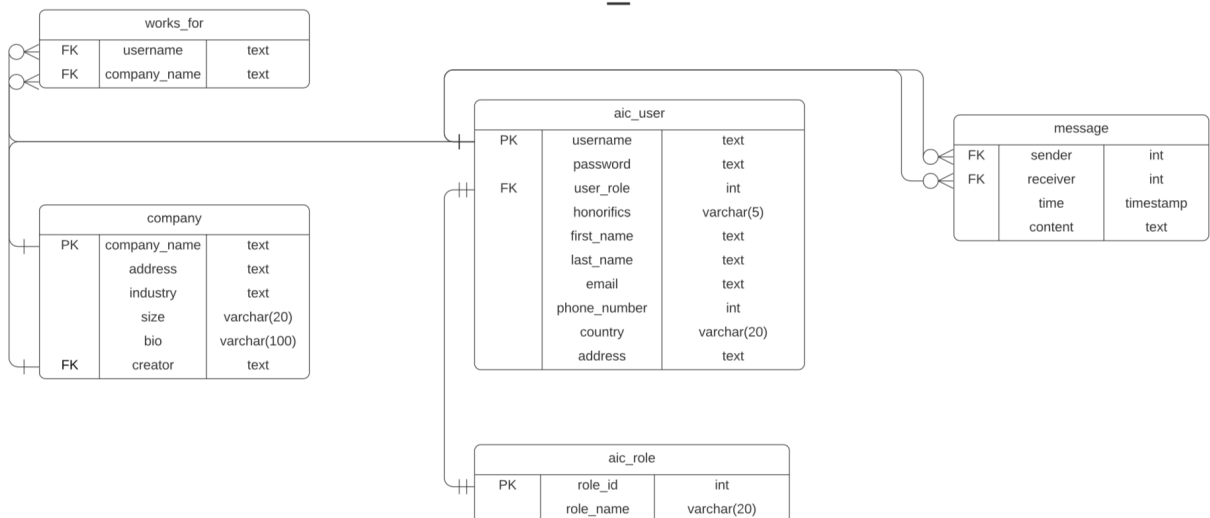 works_for
FK username text
FK company_name text
aic_user
PK username text
password text
FK user_role int
honorifics varchar(5)
first_name text
last_name text
email text
phone_number int
country varchar(20)
address text
message
FK sender int
FK receiver int
time timestamp
content text
company
PK company_name text
address text
industry text
size varchar(20)
bio varchar(100)
FK creator text
aic_role
PK role_id int
role_name varchar(20)